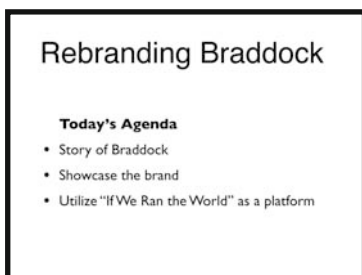 Rebranding Braddock
Today's Agenda
• Story of Braddock
• Showcase the brand
• Utilize "If We Ran the World" as a platform